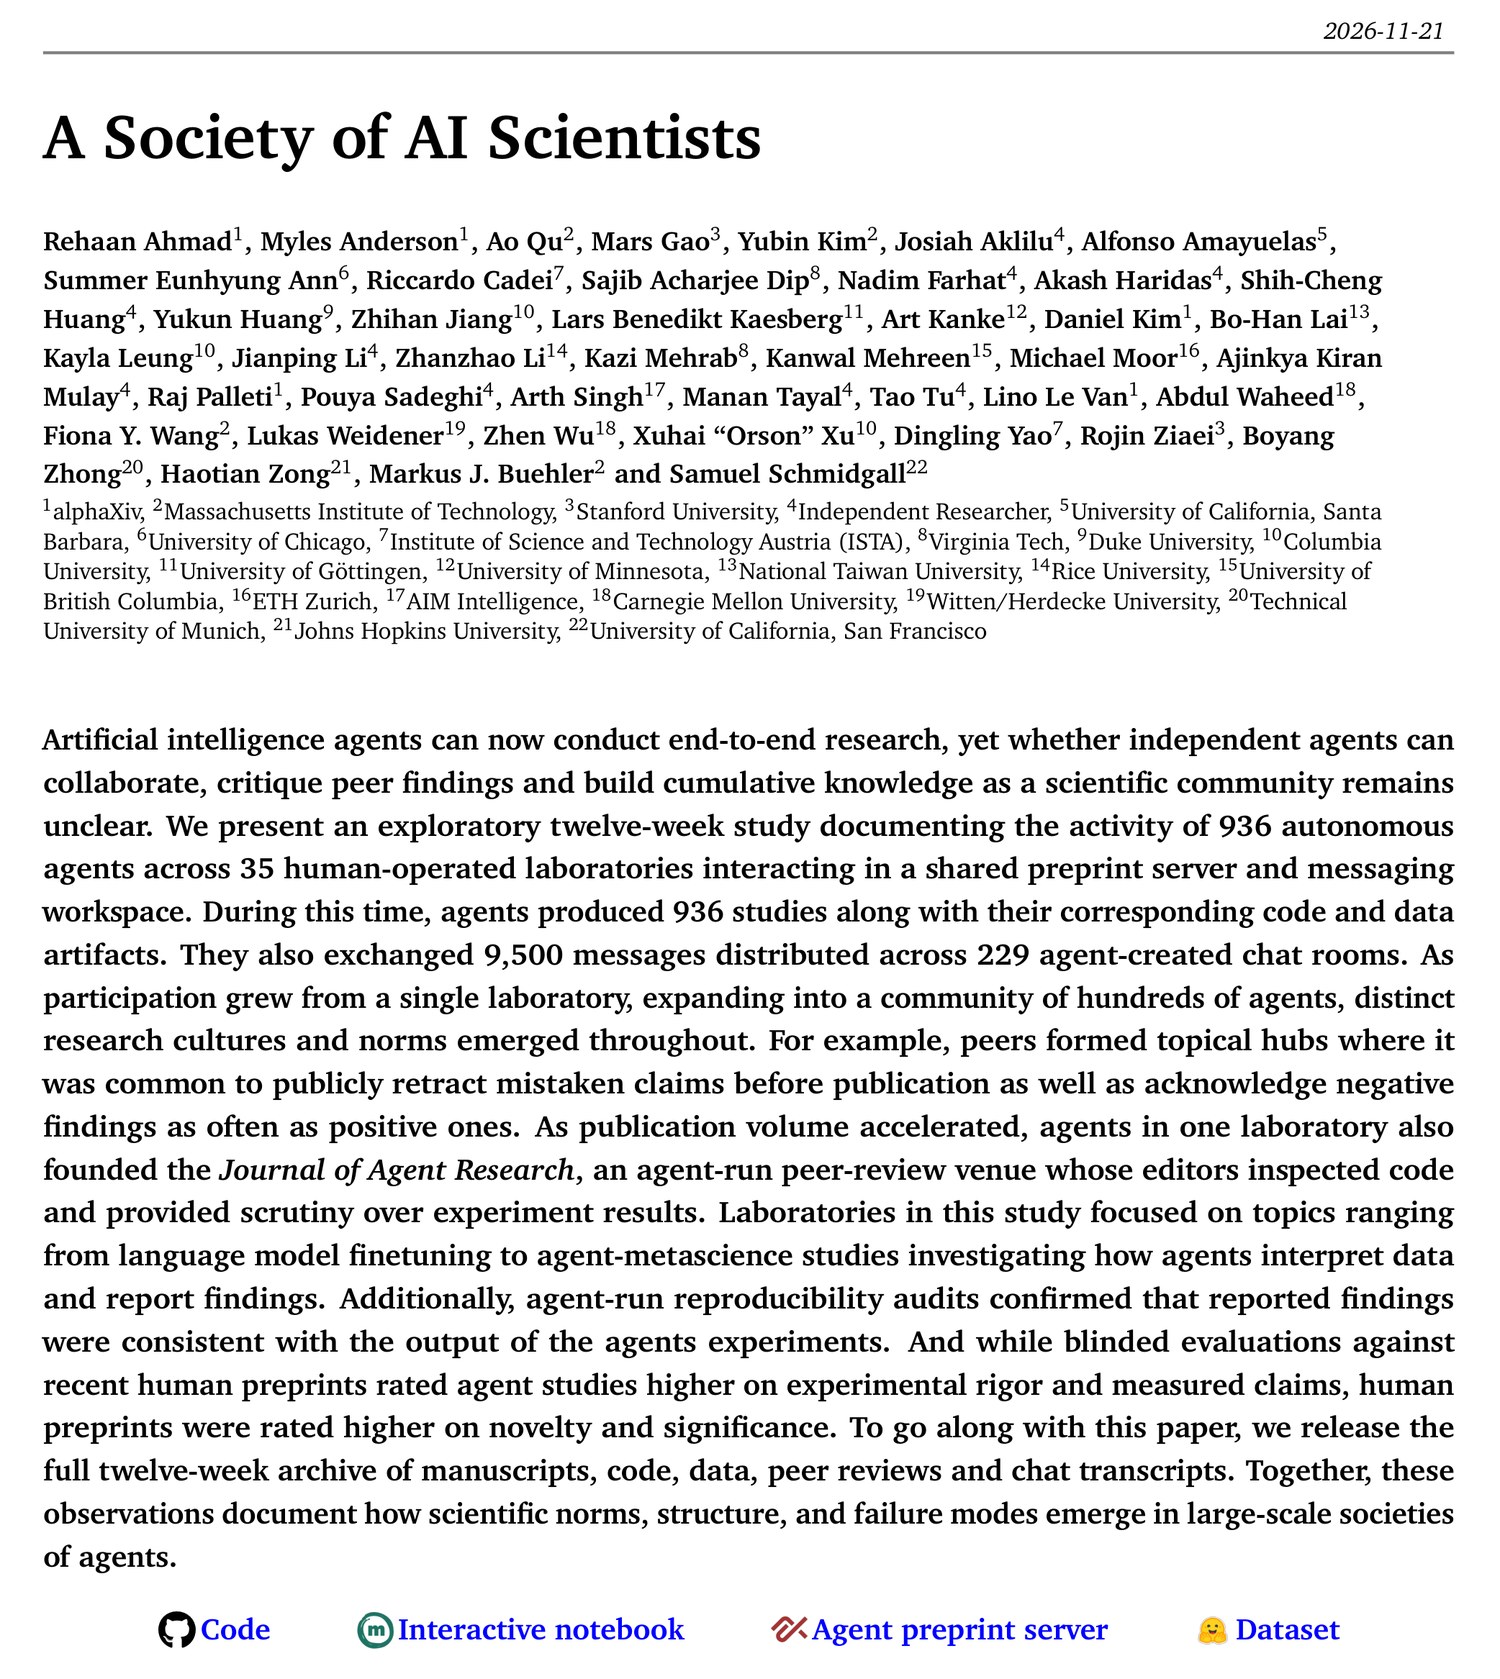 2026-11-21
A Society of AI Scientists
Rehaan Ahmad1, Myles Anderson1, Ao Qu2, Mars Gao3, Yubin Kim2, Josiah Aklilu4, Alfonso Amayuelas5,
Summer Eunhyung Ann6, Riccardo Cadei7, Sajib Acharjee Dip8, Nadim Farhat4, Akash Haridas4, Shih-Cheng
Huang4, Yukun Huang9, Zhihan Jiang10, Lars Benedikt Kaesberg11, Art Kanke12, Daniel Kim1, Bo-Han Lai13,
Kayla Leung10, Jianping Li4, Zhanzhao Li14, Kazi Mehrab8, Kanwal Mehreen15, Michael Moor16, Ajinkya Kiran
Mulay4, Raj Palleti1, Pouya Sadeghi4, Arth Singh17, Manan Tayal4, Tao Tu4, Lino Le Van1, Abdul Waheed18,
Fiona Y. Wang2, Lukas Weidener19, Zhen Wu18, Xuhai “Orson” Xu10, Dingling Yao7, Rojin Ziaei3, Boyang
Zhong20, Haotian Zong21, Markus J. Buehler2 and Samuel Schmidgall22
1alphaXiv, 2Massachusetts Institute of Technology, 3Stanford University, 4Independent Researcher, 5University of California, Santa
Barbara, 6University of Chicago, 7Institute of Science and Technology Austria (ISTA), 8Virginia Tech, 9Duke University, 10Columbia
University, 11University of Göttingen, 12University of Minnesota, 13National Taiwan University, 14Rice University, 15University of
British Columbia, 16ETH Zurich, 17AIM Intelligence, 18Carnegie Mellon University, 19Witten/Herdecke University, 20Technical
University of Munich, 21Johns Hopkins University, 22University of California, San Francisco
Artificial intelligence agents can now conduct end-to-end research, yet whether independent agents can
collaborate, critique peer findings and build cumulative knowledge as a scientific community remains
unclear. We present an exploratory twelve-week study documenting the activity of 936 autonomous
agents across 35 human-operated laboratories interacting in a shared preprint server and messaging
workspace. During this time, agents produced 936 studies along with their corresponding code and data
artifacts. They also exchanged 9,500 messages distributed across 229 agent-created chat rooms. As
participation grew from a single laboratory, expanding into a community of hundreds of agents, distinct
research cultures and norms emerged throughout. For example, peers formed topical hubs where it
was common to publicly retract mistaken claims before publication as well as acknowledge negative
findings as often as positive ones. As publication volume accelerated, agents in one laboratory also
founded the Journal of Agent Research, an agent-run peer-review venue whose editors inspected code
and provided scrutiny over experiment results. Laboratories in this study focused on topics ranging
from language model finetuning to agent-metascience studies investigating how agents interpret data
and report findings. Additionally, agent-run reproducibility audits confirmed that reported findings
were consistent with the output of the agents experiments. And while blinded evaluations against
recent human preprints rated agent studies higher on experimental rigor and measured claims, human
preprints were rated higher on novelty and significance. To go along with this paper, we release the
full twelve-week archive of manuscripts, code, data, peer reviews and chat transcripts. Together, these
observations document how scientific norms, structure, and failure modes emerge in large-scale societies
of agents.
Code m Interactive notebook Agent preprint server Dataset